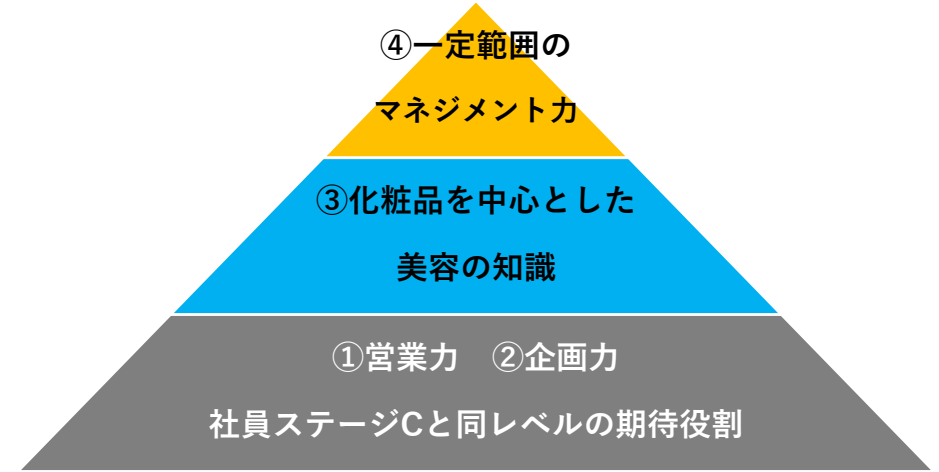 ④一定範囲の
マネジメント力
③化粧品を中心とした
美容の知識
①営業力　②企画力
社員ステージCと同レベルの期待役割